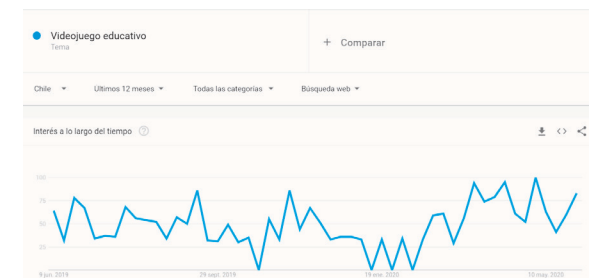 Videojuego educativo
Tema
+ Comparar
Chile
Últimos 12 meses
Todas las categorías
Búsqueda web
Interés a lo largo del tiempo
100
75
50
25
9 jun. 2019
29 sept. 2019
19 ene. 2020
10 may. 2020